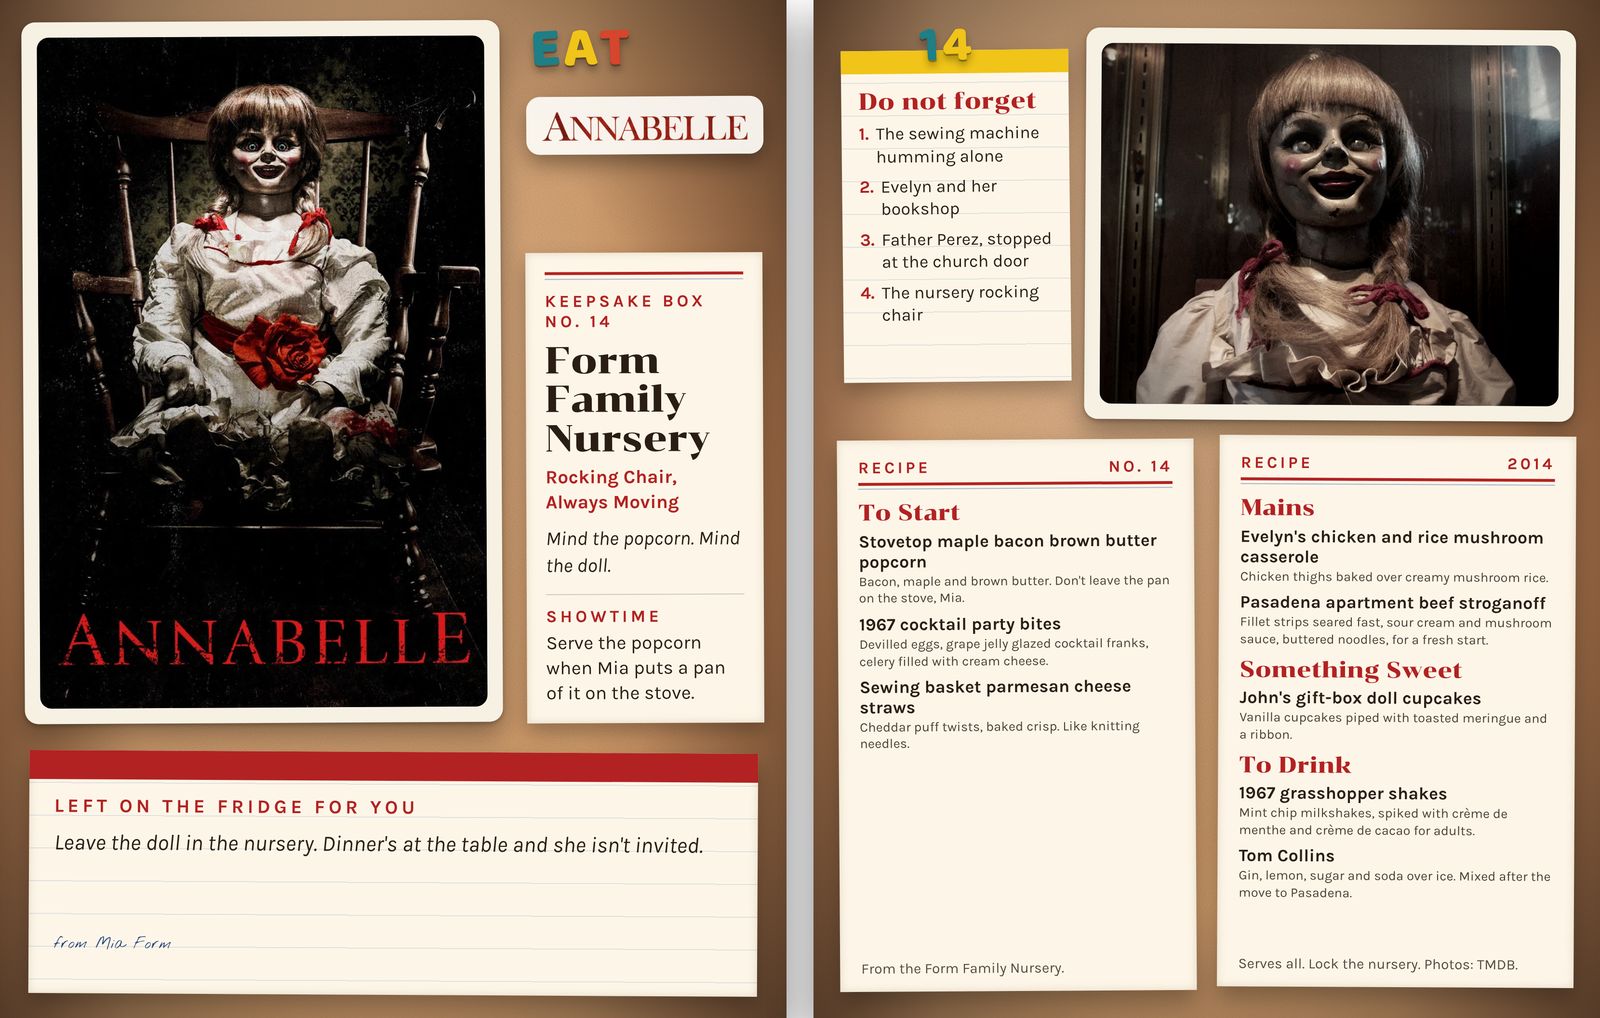 ANNABELLE
EAT
ANNABELLE
KEEPSAKE BOX
NO. 14
Form
Family
Nursery
Rocking Chair,
Always Moving
Mind the popcorn. Mind
the doll.
SHOWTIME
Serve the popcorn
when Mia puts a pan
of it on the stove.
LEFT ON THE FRIDGE FOR YOU
Leave the doll in the nursery. Dinner's at the table and she isn't invited.
from Mia Form
14
Do not forget
1. The sewing machine
humming alone
2. Evelyn and her
bookshop
3. Father Perez, stopped
at the church door
4. The nursery rocking
chair
RECIPE NO. 14
To Start
Stovetop maple bacon brown butter
popcorn
Bacon, maple and brown butter. Don't leave the pan
on the stove, Mia.
1967 cocktail party bites
Devilled eggs, grape jelly glazed cocktail franks,
celery filled with cream cheese.
Sewing basket parmesan cheese
straws
Cheddar puff twists, baked crisp. Like knitting
needles.
From the Form Family Nursery.
RECIPE 2014
Mains
Evelyn's chicken and rice mushroom
casserole
Chicken thighs baked over creamy mushroom rice.
Pasadena apartment beef stroganoff
Fillet strips seared fast, sour cream and mushroom
sauce, buttered noodles, for a fresh start.
Something Sweet
John's gift-box doll cupcakes
Vanilla cupcakes piped with toasted meringue and
a ribbon.
To Drink
1967 grasshopper shakes
Mint chip milkshakes, spiked with crème de
menthe and crème de cacao for adults.
Tom Collins
Gin, lemon, sugar and soda over ice. Mixed after the
move to Pasadena.
Serves all. Lock the nursery. Photos: TMDB.